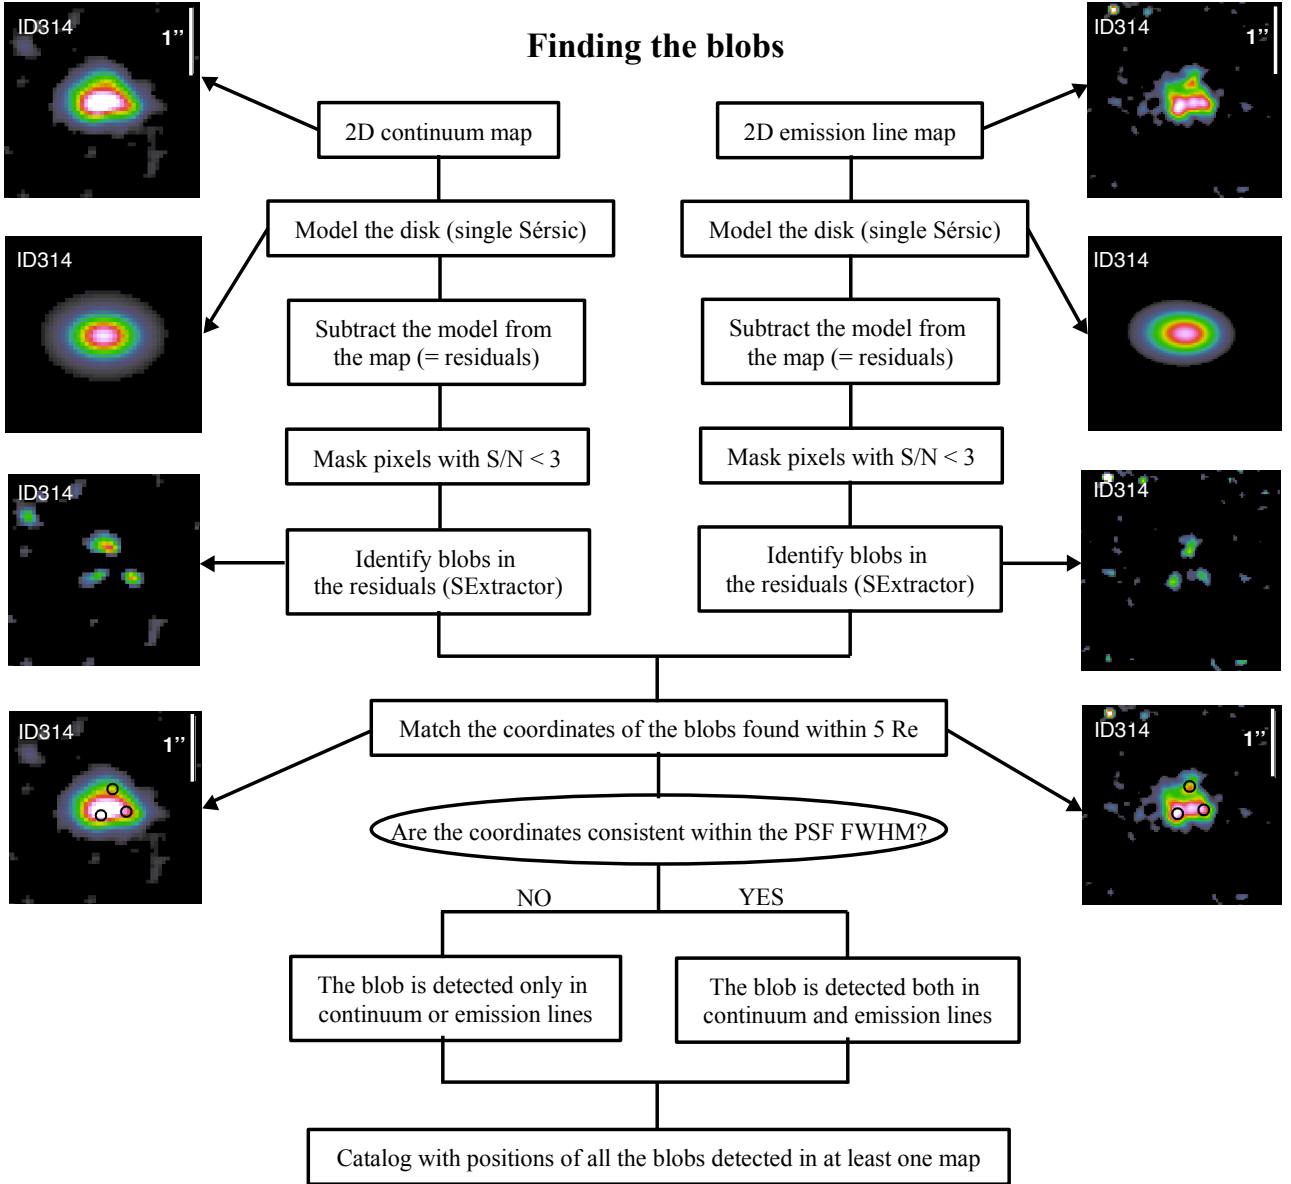 Finding the blobs
ID314
1’’
ID314
1’’
2D continuum map
2D emission line map
Model the disk (single Sérsic)
Model the disk (single Sérsic)
ID314
ID314
Subtract the model from
the map (= residuals)
Subtract the model from
the map (= residuals)
Mask pixels with S/N < 3
Mask pixels with S/N < 3
ID314
ID314
Identify blobs in
the residuals (SExtractor)
Identify blobs in
the residuals (SExtractor)
ID314
1’’
ID314
1’’
Match the coordinates of the blobs found within 5 Re
Are the coordinates consistent within the PSF FWHM?
NO
YES
The blob is detected only in
continuum or emission lines
The blob is detected both in
continuum and emission lines
Catalog with positions of all the blobs detected in at least one map